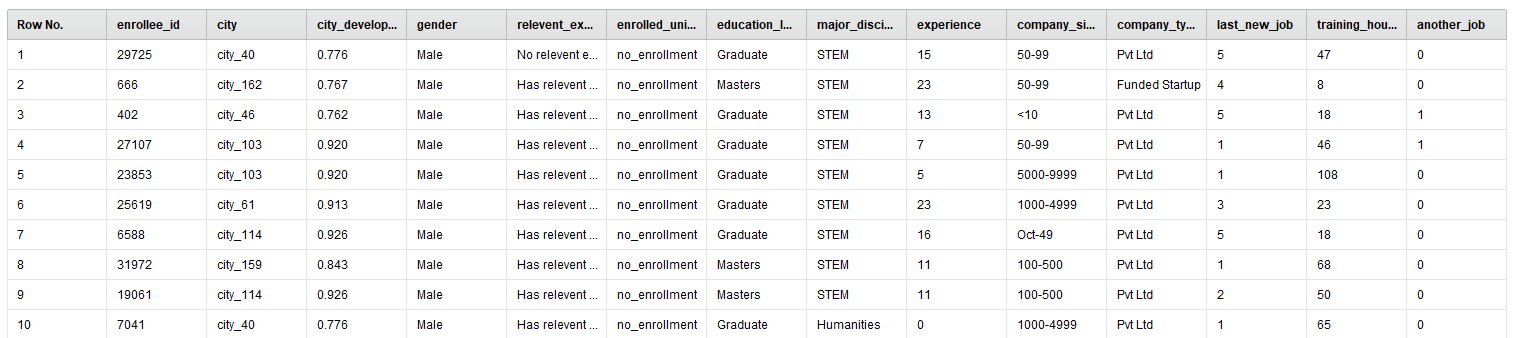 Row No. enrollee_id city city_develop... gender relevent_ex... enrolled_uni... education_l... major_disci... experience company_si... company_ty... last_new_job training_hou... another_job
1 29725 city_40 0.776 Male No relevent e... no_enrollment Graduate STEM 15 50-99 Pvt Ltd 5 47 0
2 666 city_162 0.767 Male Has relevent ... no_enrollment Masters STEM 23 50-99 Funded Startup 4 8 0
3 402 city_46 0.762 Male Has relevent ... no_enrollment Graduate STEM 13 <10 Pvt Ltd 5 18 1
4 27107 city_103 0.920 Male Has relevent ... no_enrollment Graduate STEM 7 50-99 Pvt Ltd 1 46 1
5 23853 city_103 0.920 Male Has relevent ... no_enrollment Graduate STEM 5 5000-9999 Pvt Ltd 1 108 0
6 25619 city_61 0.913 Male Has relevent ... no_enrollment Graduate STEM 23 1000-4999 Pvt Ltd 3 23 0
7 6588 city_114 0.926 Male Has relevent ... no_enrollment Graduate STEM 16 Oct-49 Pvt Ltd 5 18 0
8 31972 city_159 0.843 Male Has relevent ... no_enrollment Masters STEM 11 100-500 Pvt Ltd 1 68 0
9 19061 city_114 0.926 Male Has relevent ... no_enrollment Masters STEM 11 100-500 Pvt Ltd 2 50 0
10 7041 city_40 0.776 Male Has relevent ... no_enrollment Graduate Humanities 0 1000-4999 Pvt Ltd 1 65 0